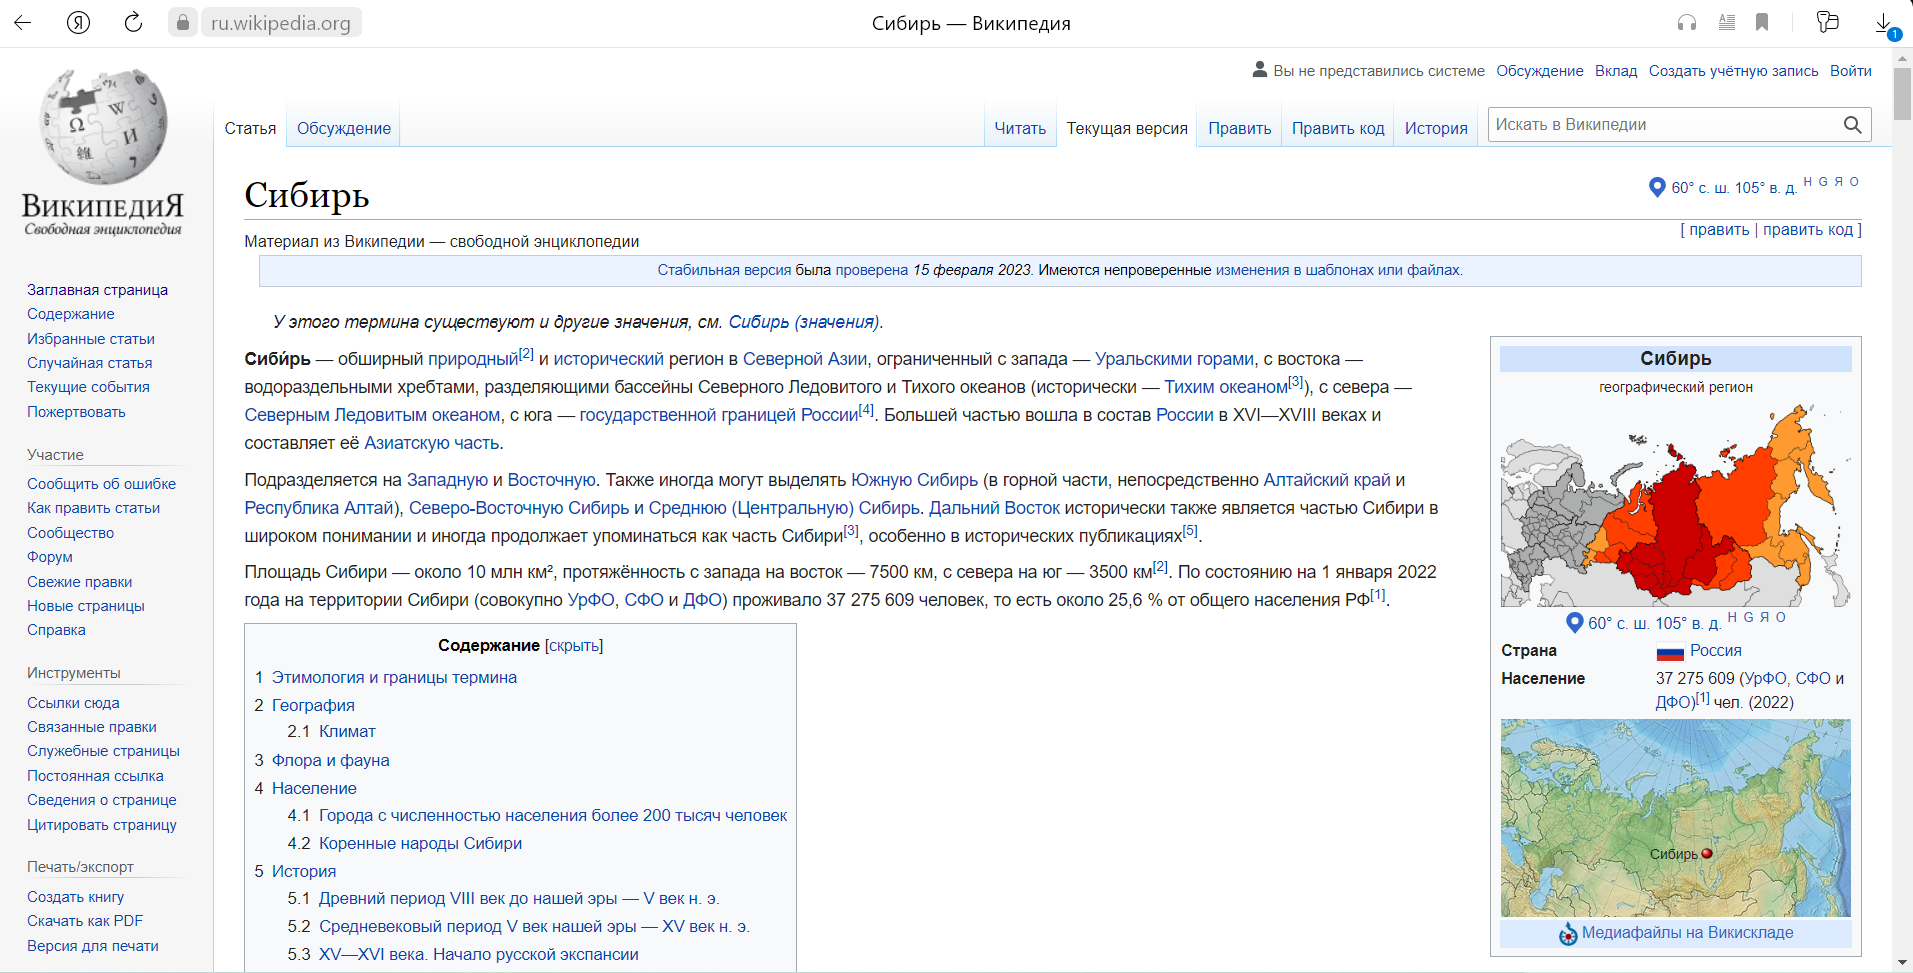 ru.wikipedia.org
Сибирь — Википедия
1
Вы не представились системе Обсуждение Вклад Создать учётную запись Войти
Статья Обсуждение Читать Текущая версия Править Править код История Искать в Википедии
ВикипедиЯ
Свободная энциклопедия
Заглавная страница
Содержание
Избранные статьи
Случайная статья
Текущие события
Пожертвовать
Участие
Сообщить об ошибке
Как править статьи
Сообщество
Форум
Свежие правки
Новые страницы
Справка
Инструменты
Ссылки сюда
Связанные правки
Служебные страницы
Постоянная ссылка
Сведения о странице
Цитировать страницу
Печать/экспорт
Создать книгу
Скачать как PDF
Версия для печати
Сибирь
60° с. ш. 105° в. д. H G Я O
[ править | править код ]
Материал из Википедии — свободной энциклопедии
Стабильная версия была проверена 15 февраля 2023. Имеются непроверенные изменения в шаблонах или файлах.
У этого термина существуют и другие значения, см. Сибирь (значения).
Сиби́рь — обширный природный[2] и исторический регион в Северной Азии, ограниченный с запада — Уральскими горами, с востока —
водораздельными хребтами, разделяющими бассейны Северного Ледовитого и Тихого океанов (исторически — Тихим океаном[3]), с севера —
Северным Ледовитым океаном, с юга — государственной границей России[4]. Большей частью вошла в состав России в XVI—XVIII веках и
составляет её Азиатскую часть.
Подразделяется на Западную и Восточную. Также иногда могут выделять Южную Сибирь (в горной части, непосредственно Алтайский край и
Республика Алтай), Северо-Восточную Сибирь и Среднюю (Центральную) Сибирь. Дальний Восток исторически также является частью Сибири в
широком понимании и иногда продолжает упоминаться как часть Сибири[3], особенно в исторических публикациях[5].
Площадь Сибири — около 10 млн км², протяжённость с запада на восток — 7500 км, с севера на юг — 3500 км[2]. По состоянию на 1 января 2022
года на территории Сибири (совокупно УрФО, СФО и ДФО) проживало 37 275 609 человек, то есть около 25,6 % от общего населения РФ[1].
Содержание [скрыть]
1 Этимология и границы термина
2 География
2.1 Климат
3 Флора и фауна
4 Население
4.1 Города с численностью населения более 200 тысяч человек
4.2 Коренные народы Сибири
5 История
5.1 Древний период VIII век до нашей эры — V век н. э.
5.2 Средневековый период V век нашей эры — XV век н. э.
5.3 XV—XVI века. Начало русской экспансии
Сибирь
географический регион
60° с. ш. 105° в. д. H G Я O
Страна Россия
Население 37 275 609 (УрФО, СФО и
ДФО)[1] чел. (2022)
Сибирь
Медиафайлы на Викискладе